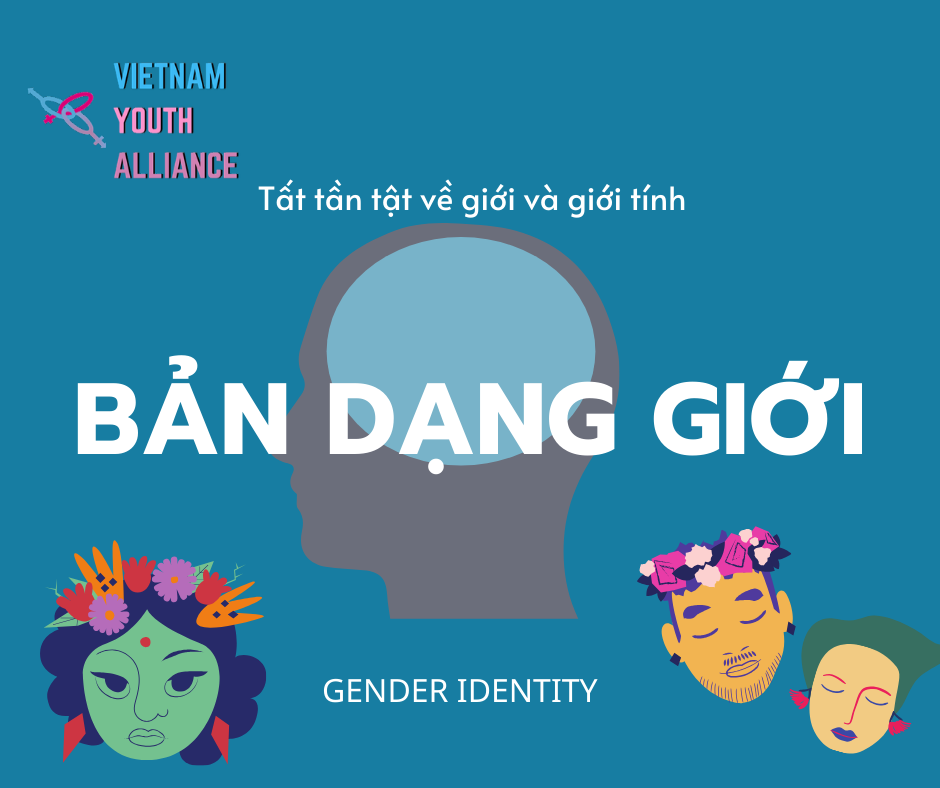 VIETNAM
YOUTH
ALLIANCE
Tất tần tật về giới và giới tính
BẢN DẠNG GIỚI
GENDER IDENTITY